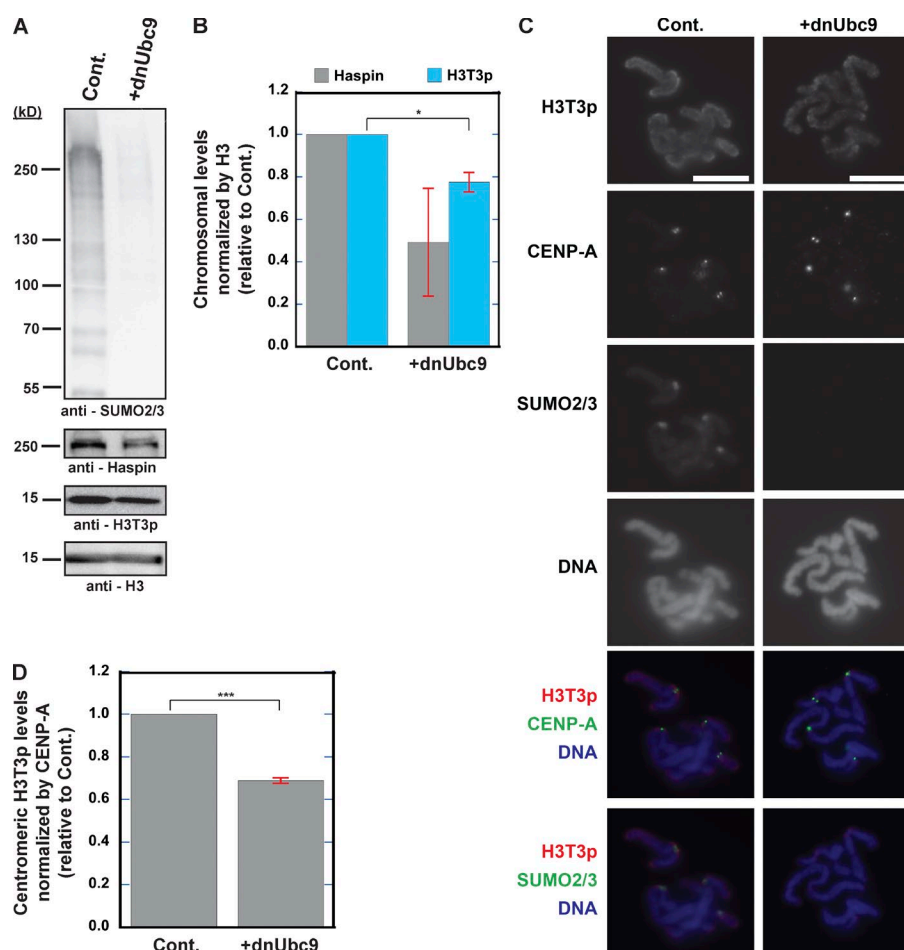 A
Cont.
+dnUbc9
(kD)
250
130
100
70
55
anti - SUMO2/3
250
anti - Haspin
15
anti - H3T3p
15
anti - H3
B
Haspin
H3T3p
Chromosomal levels
normalized by H3
(relative to Cont.)
1.2
1.0
0.8
0.6
0.4
0.2
0.0
*
Cont.
+dnUbc9
C
Cont.
+dnUbc9
H3T3p
CENP-A
SUMO2/3
DNA
H3T3p
CENP-A
DNA
H3T3p
SUMO2/3
DNA
D
Centromeric H3T3p levels
normalized by CENP-A
(relative to Cont.)
1.2
1.0
0.8
0.6
0.4
0.2
0.0
***
Cont.
+dnUbc9